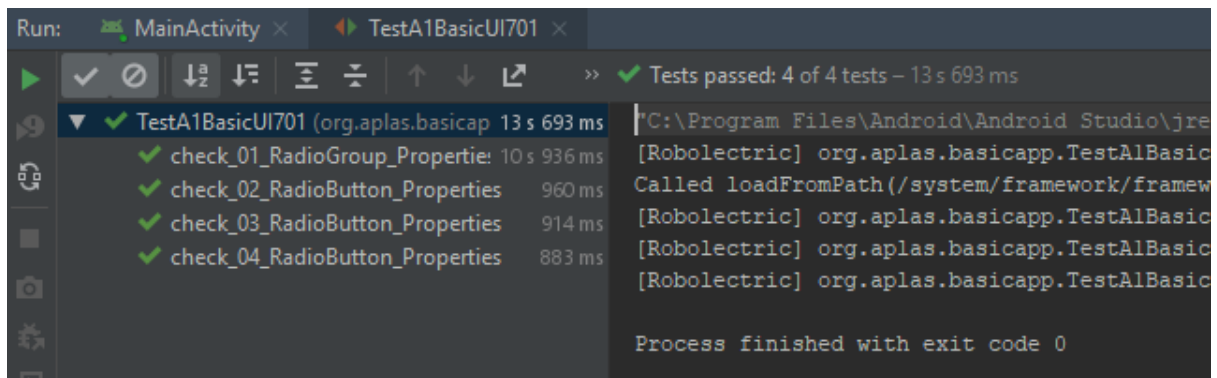 Run: MainActivity TestA1BasicUI701
Tests passed: 4 of 4 tests – 13 s 693 ms
TestA1BasicUI701 (org.aplas.basicap 13 s 693 ms
check_01_RadioGroup_Propertie: 10 s 936 ms
check_02_RadioButton_Properties 960 ms
check_03_RadioButton_Properties 914 ms
check_04_RadioButton_Properties 883 ms
"C:\Program Files\Android\Android Studio\jre
[Robolectric] org.aplas.basicapp.TestA1Basic
Called loadFromPath(/system/framework/framew
[Robolectric] org.aplas.basicapp.TestA1Basic
[Robolectric] org.aplas.basicapp.TestA1Basic
[Robolectric] org.aplas.basicapp.TestA1Basic
Process finished with exit code 0